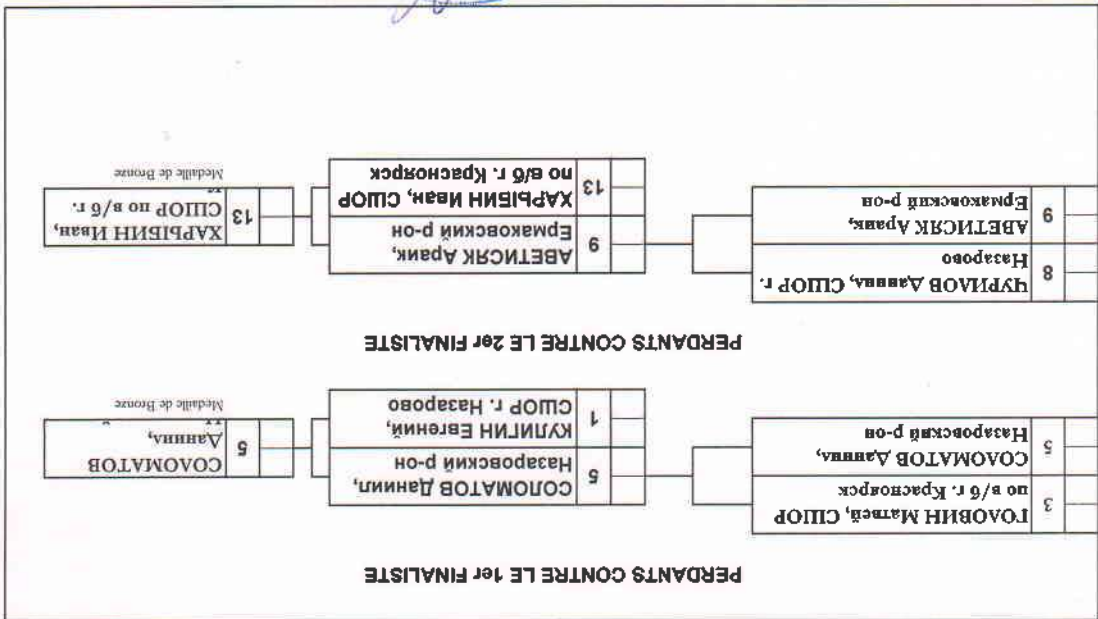 PERDANTS CONTRE LE 1er FINALISTE
3
ГОЛОВИН Матвей, СШОР
по в/б г. Красноярск
5
СОЛОМАТОВ Даниил,
Назаровский р-он
5
СОЛОМАТОВ Даниил,
Назаровский р-он
1
КУЛИГИН Евгений,
СШОР г. Назарово
5
СОЛОМАТОВ
Даниил,
Medaille de Bronze
PERDANTS CONTRE LE 2er FINALISTE
8
ЧУРИЛОВ Данил, СШОР г.
Назарово
9
АВЕТИСЯК Араик,
Ермаковский р-он
9
АВЕТИСЯК Араик,
Ермаковский р-он
13
ХАРЫБИН Иван, СШОР
по в/б г. Красноярск
13
ХАРЫБИН Иван,
СШОР по в/б г.
Medaille de Bronze